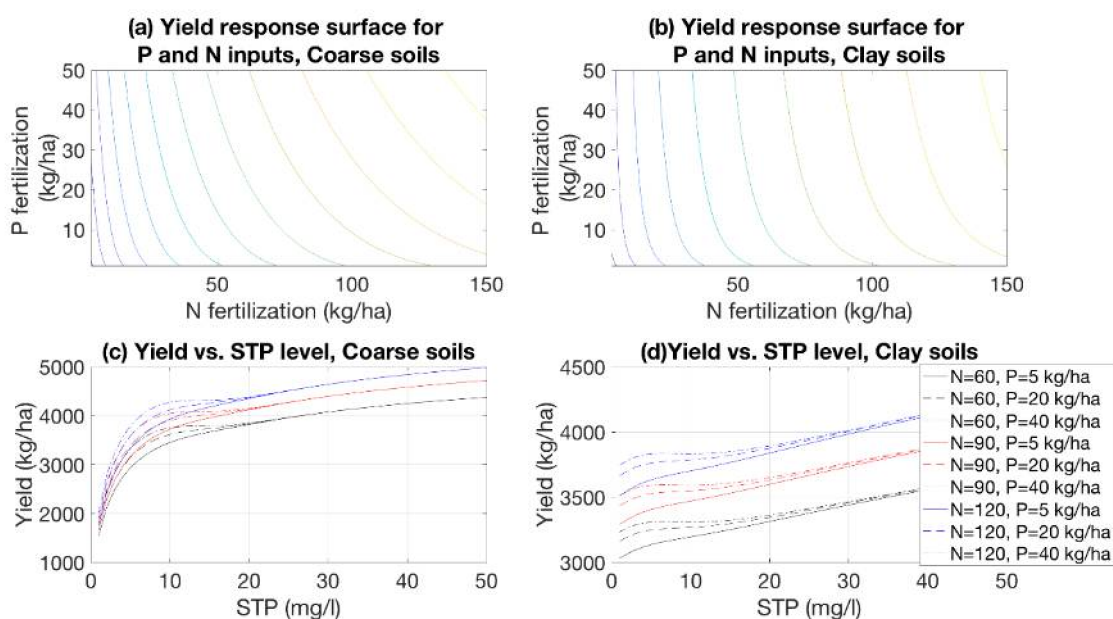 (a) Yield response surface for
P and N inputs, Coarse soils
50
40
30
20
10
P fertilization
(kg/ha)
50
100
150
N fertilization (kg/ha)
(b) Yield response surface for
P and N inputs, Clay soils
50
40
30
20
10
P fertilization
(kg/ha)
50
100
150
N fertilization (kg/ha)
(c) Yield vs. STP level, Coarse soils
5000
4000
3000
2000
1000
Yield (kg/ha)
0
10
20
30
40
50
STP (mg/l)
(d)Yield vs. STP level, Clay soils
4500
4000
3500
3000
Yield (kg/ha)
0
10
20
30
40
50
STP (mg/l)
N=60, P=5 kg/ha
N=60, P=20 kg/ha
N=60, P=40 kg/ha
N=90, P=5 kg/ha
N=90, P=20 kg/ha
N=90, P=40 kg/ha
N=120, P=5 kg/ha
N=120, P=20 kg/ha
N=120, P=40 kg/ha